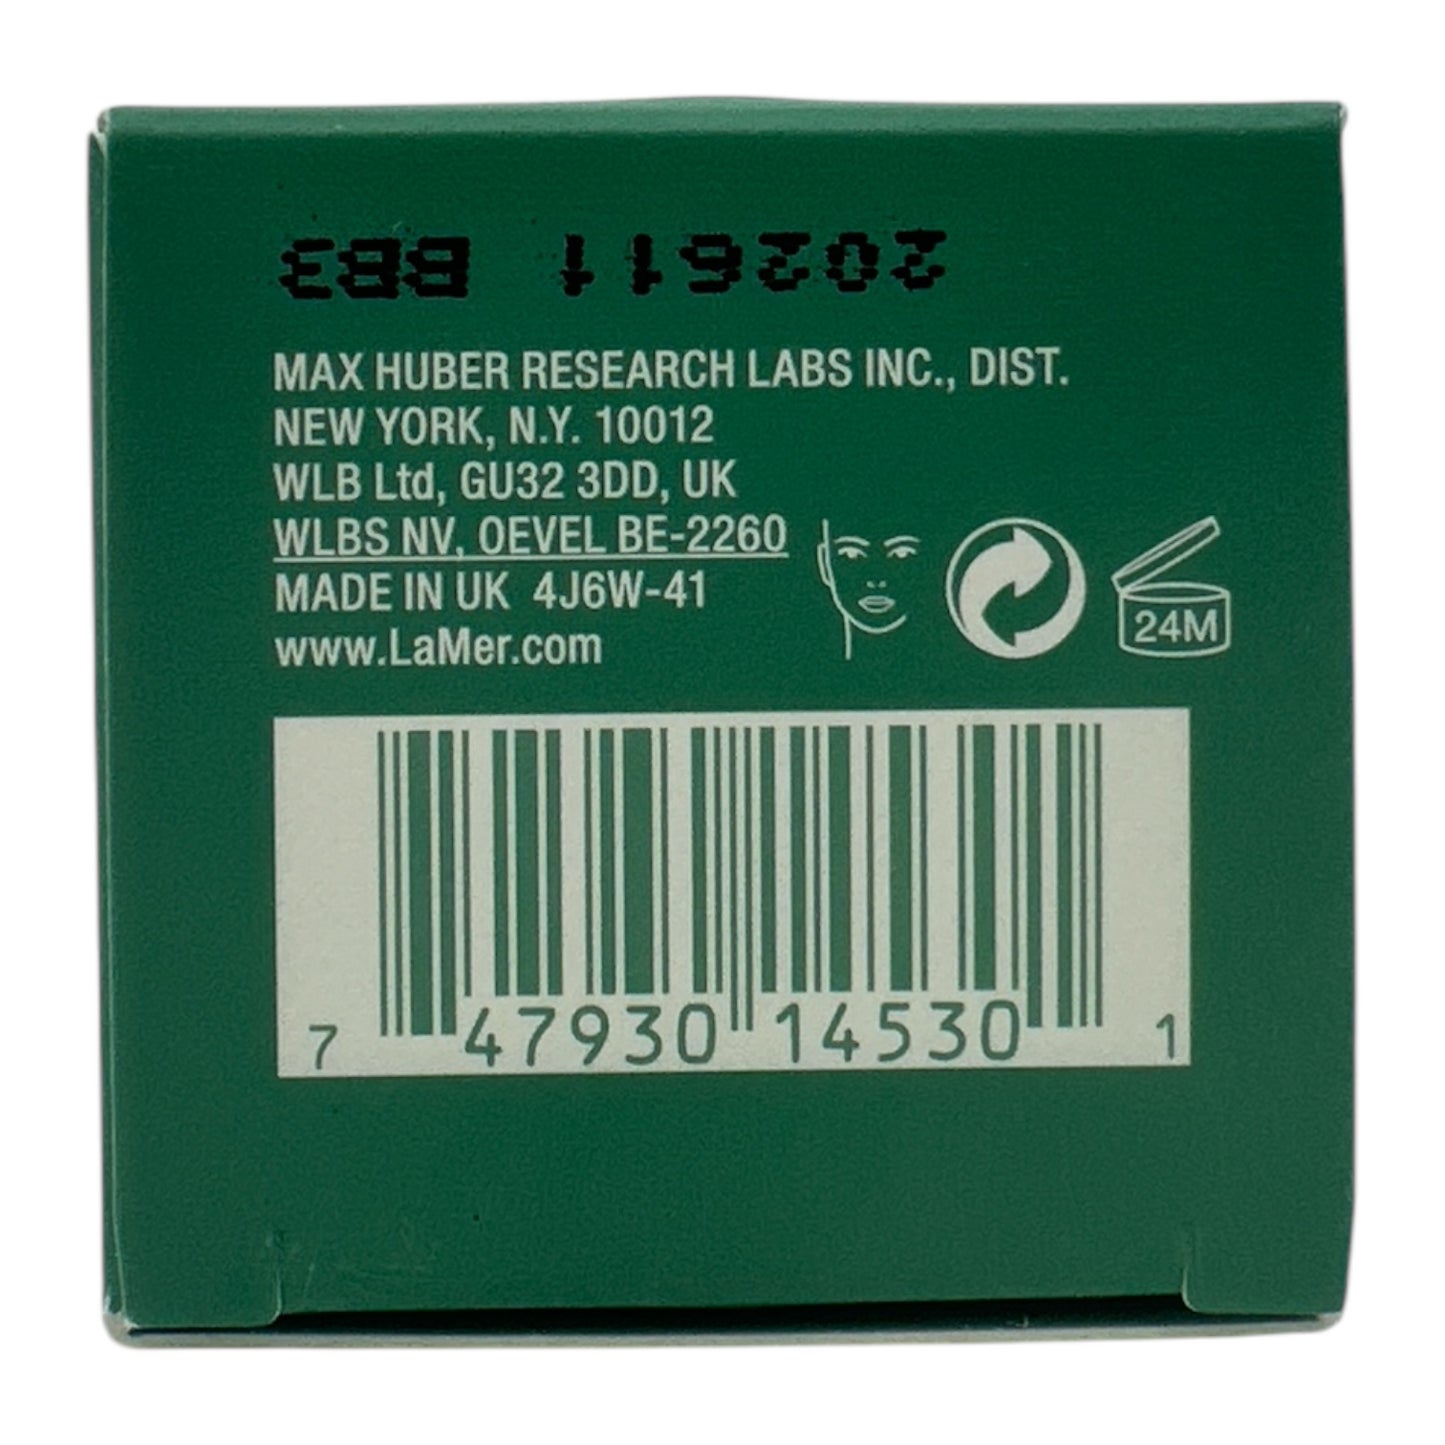 202611 BB3
MAX HUBER RESEARCH LABS INC., DIST.
NEW YORK, N.Y. 10012
WLB Ltd, GU32 3DD, UK
WLBS NV, OEVEL BE-2260
MADE IN UK 4J6W-41
www.LaMer.com
24M
7 47930 14530 1